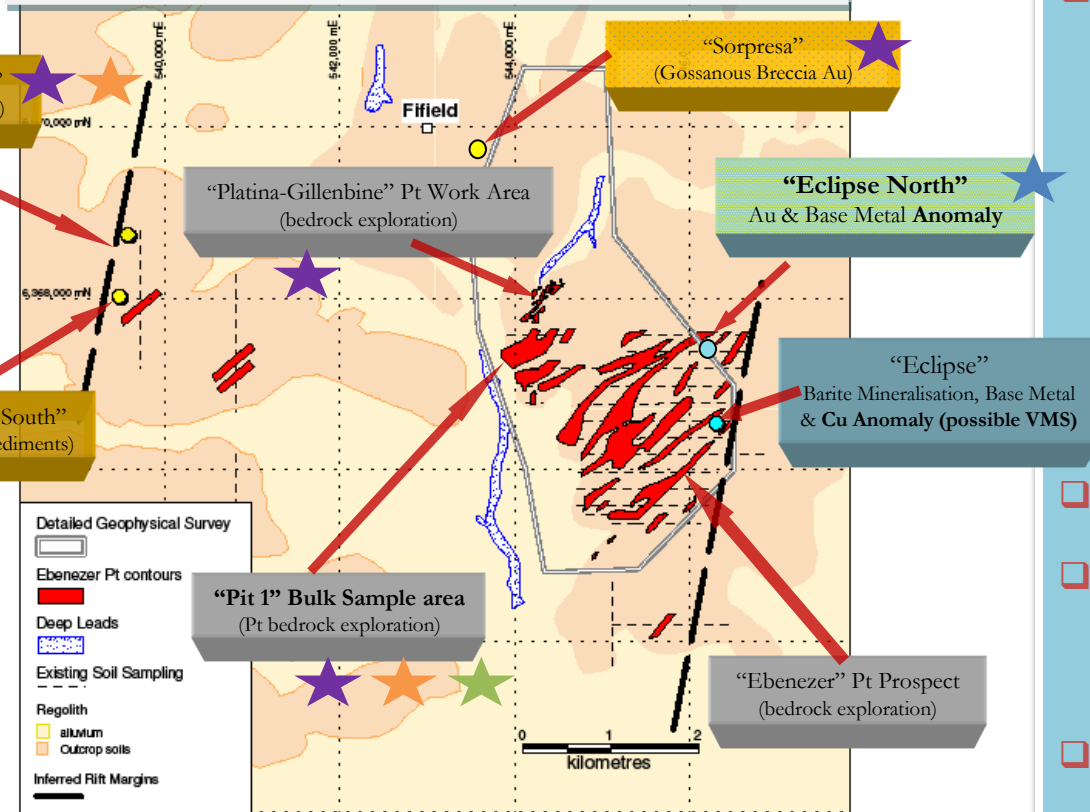 540,000 mE
542,000 mE
544,000 mE
“Sorpresa”
(Gossanous Breccia Au)
”
)
70,000 mN
Fifield
“Platina-Gillenbine” Pt Work Area
(bedrock exploration)
“Eclipse North”
Au & Base Metal Anomaly
6,368,000 mN
“Eclipse”
Barite Mineralisation, Base Metal
& Cu Anomaly (possible VMS)
South”
ediments)
Detailed Geophysical Survey
Ebenezer Pt contours
Deep Leads
Existing Soil Sampling
Regolith
alluvium
Outcrop soils
Inferred Rift Margins
“Pit 1” Bulk Sample area
(Pt bedrock exploration)
“Ebenezer” Pt Prospect
(bedrock exploration)
0 1 2
kilometres